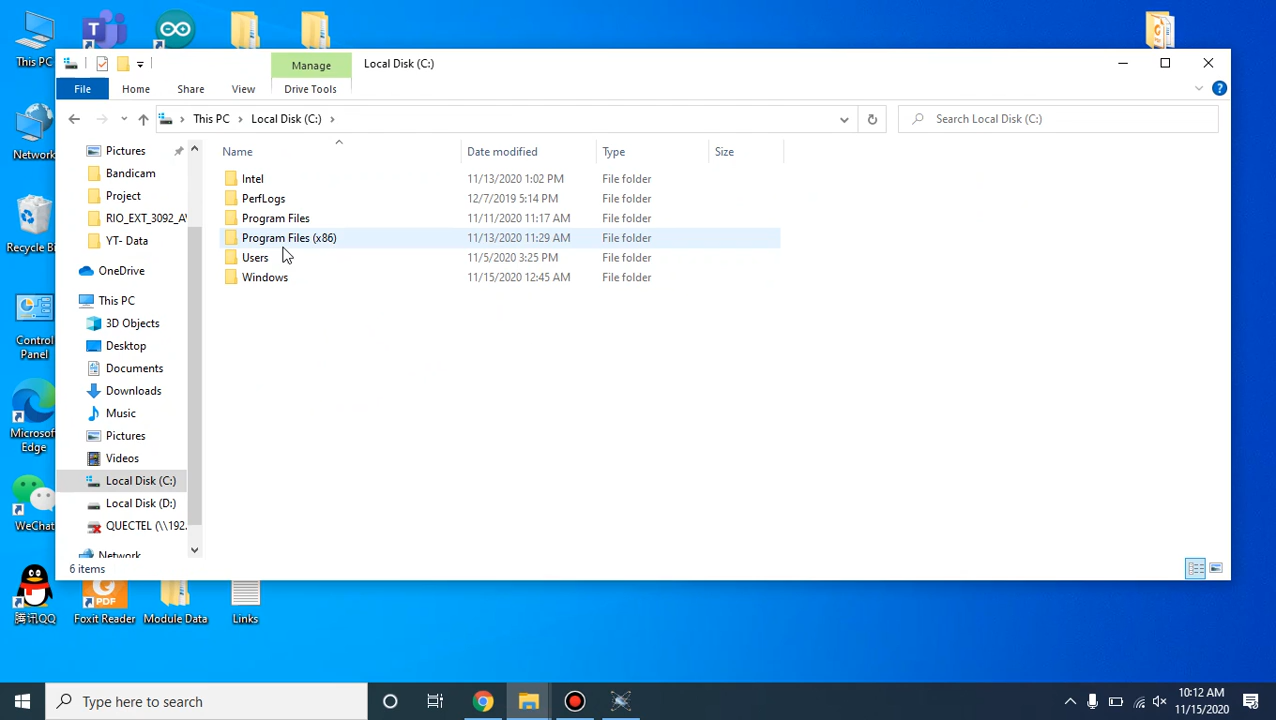 This PC
Manage
Local Disk (C:)
File
Home
Share
View
Drive Tools
This PC
Local Disk (C:)
Search Local Disk (C:)
Network
Recycle Bi
Control
Panel
Microsoft
Edge
WeChat
腾讯QQ
Pictures
Bandicam
Project
RIO_EXT_3092_A
YT- Data
OneDrive
This PC
3D Objects
Desktop
Documents
Downloads
Music
Pictures
Videos
Local Disk (C:)
Local Disk (D:)
QUECTEL (\\192.
Network
Name
Date modified
Type
Size
Intel
11/13/2020 1:02 PM
File folder
PerfLogs
12/7/2019 5:14 PM
File folder
Program Files
11/11/2020 11:17 AM
File folder
Program Files (x86)
11/13/2020 11:29 AM
File folder
Users
11/5/2020 3:25 PM
File folder
Windows
11/15/2020 12:45 AM
File folder
6 items
PDF
Foxit Reader
Module Data
Links
Type here to search
10:12 AM
11/15/2020